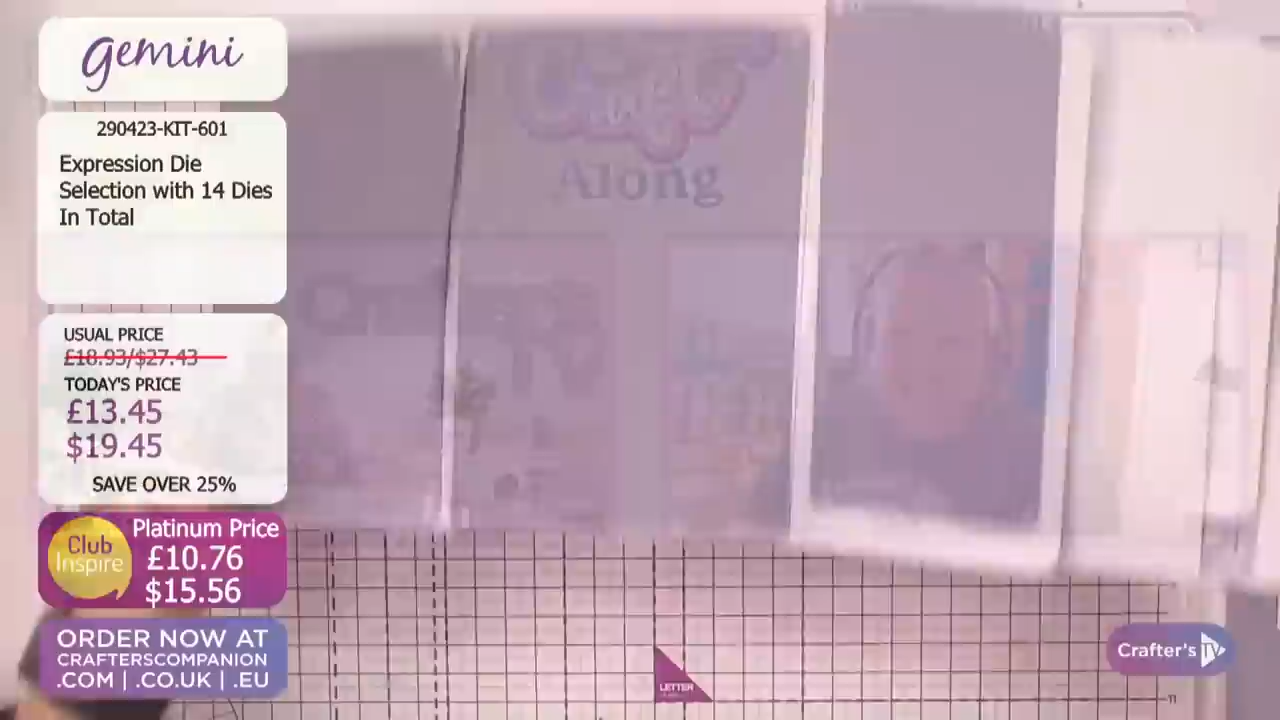 gemini
290423-KIT-601
Expression Die
Selection with 14 Dies
In Total
USUAL PRICE
£18.93/$27.43
TODAY'S PRICE
£13.45
$19.45
SAVE OVER 25%
Club
Inspire
Platinum Price
£10.76
$15.56
ORDER NOW AT
CRAFTERSCOMPANION
.COM | .CO.UK | .EU
Along
LETTER
Crafter's TV
11